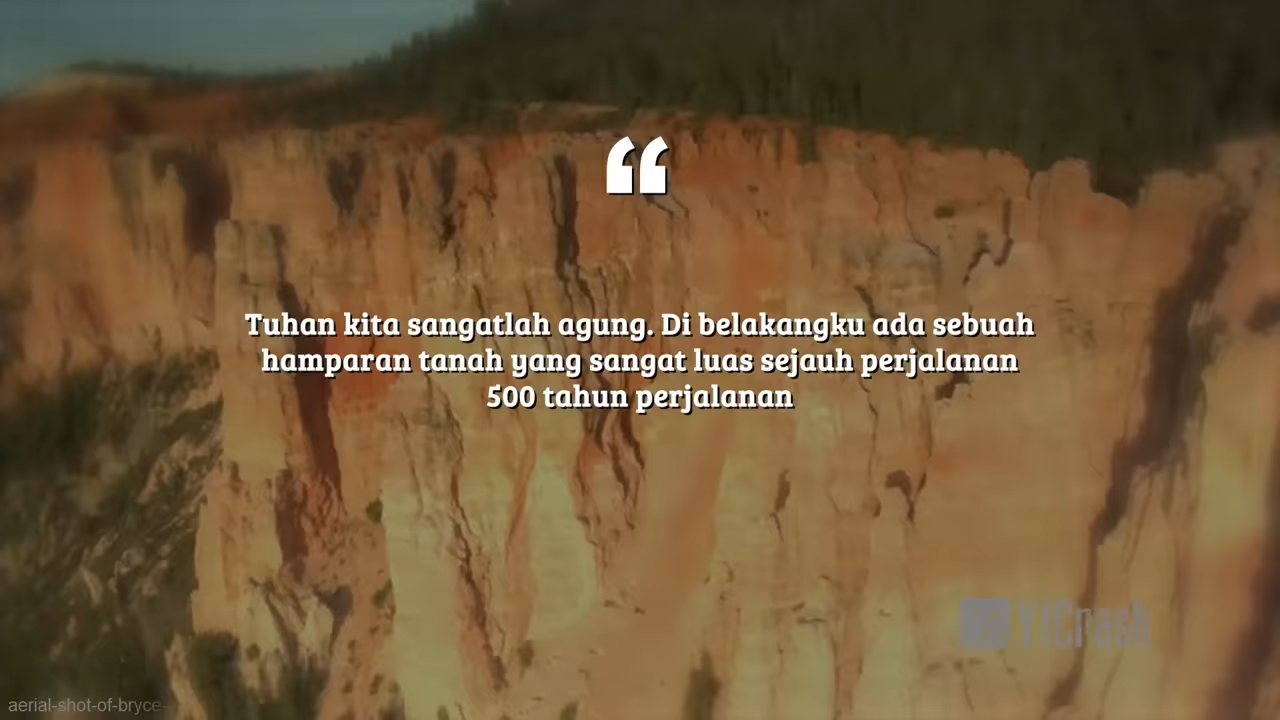 “
Tuhan kita sangatlah agung. Di belakangku ada sebuah
hamparan tanah yang sangat luas sejauh perjalanan
500 tahun perjalanan
aerial-shot-of-bryce-